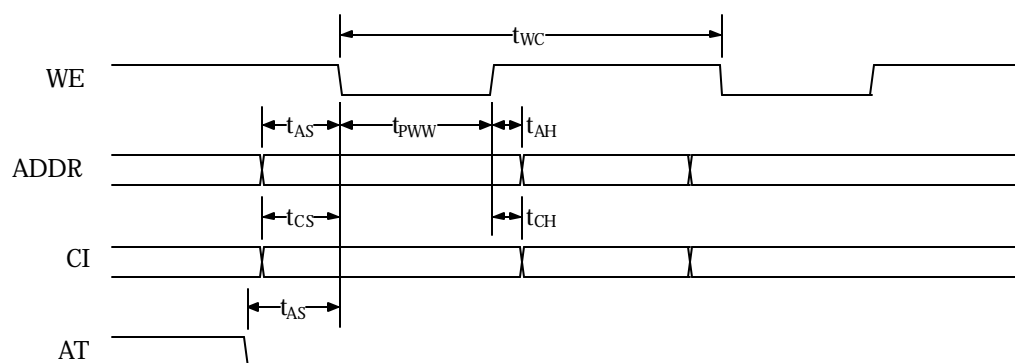 tWC
WE
tAS tPWW tAH
ADDR
tCS tCH
CI
tAS
AT